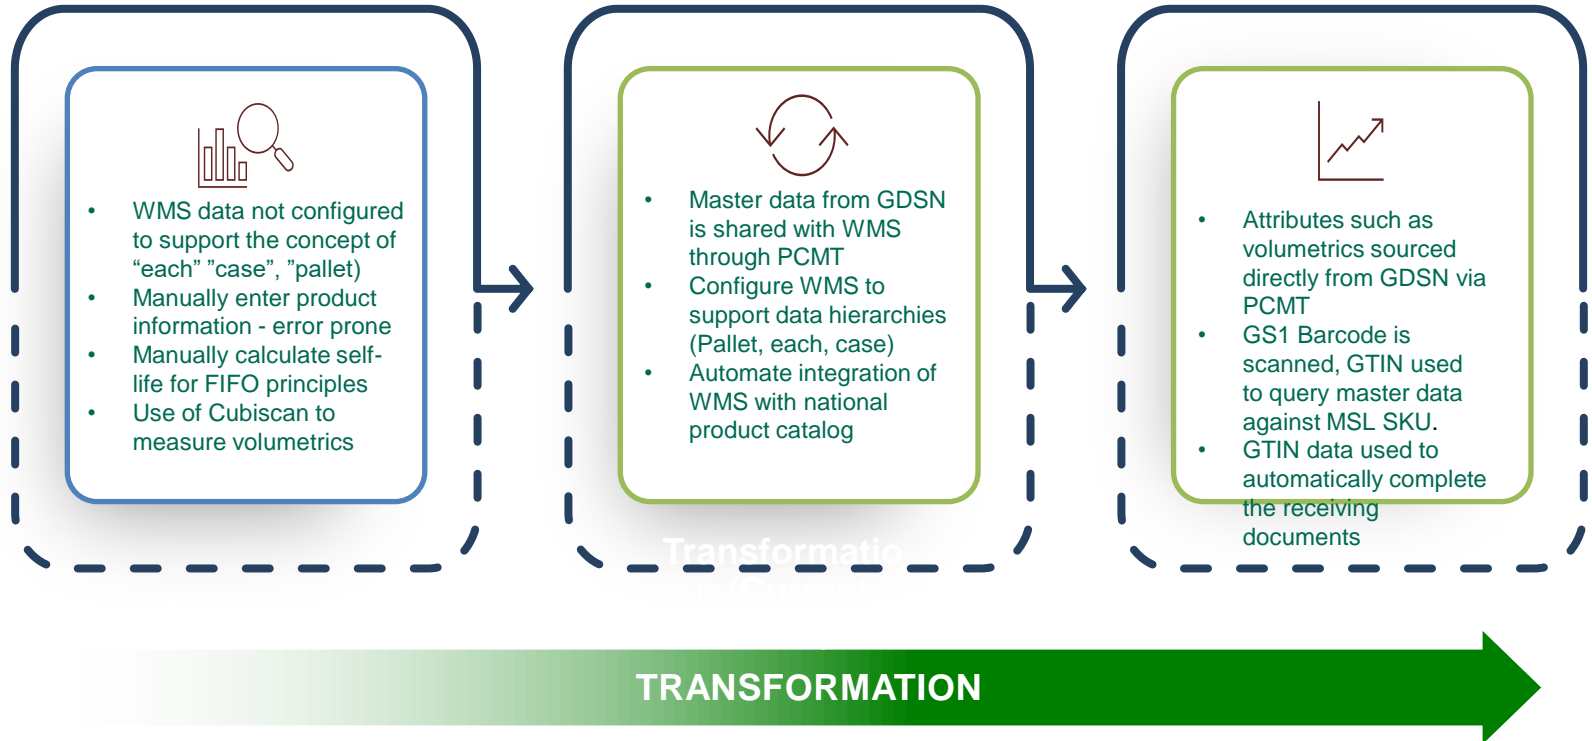 • WMS data not configured
to support the concept of
“each” ”case”, ”pallet)
• Manually enter product
information - error prone
• Manually calculate self-
life for FIFO principles
• Use of Cubiscan to
measure volumetrics
• Master data from GDSN
is shared with WMS
through PCMT
• Configure WMS to
support data hierarchies
(Pallet, each, case)
• Automate integration of
WMS with national
product catalog
• Attributes such as
volumetrics sourced
directly from GDSN via
PCMT
• GS1 Barcode is
scanned, GTIN used
to query master data
against MSL SKU.
• GTIN data used to
automatically complete
the receiving
documents
Transformatio
n (Current
TRANSFORMATION